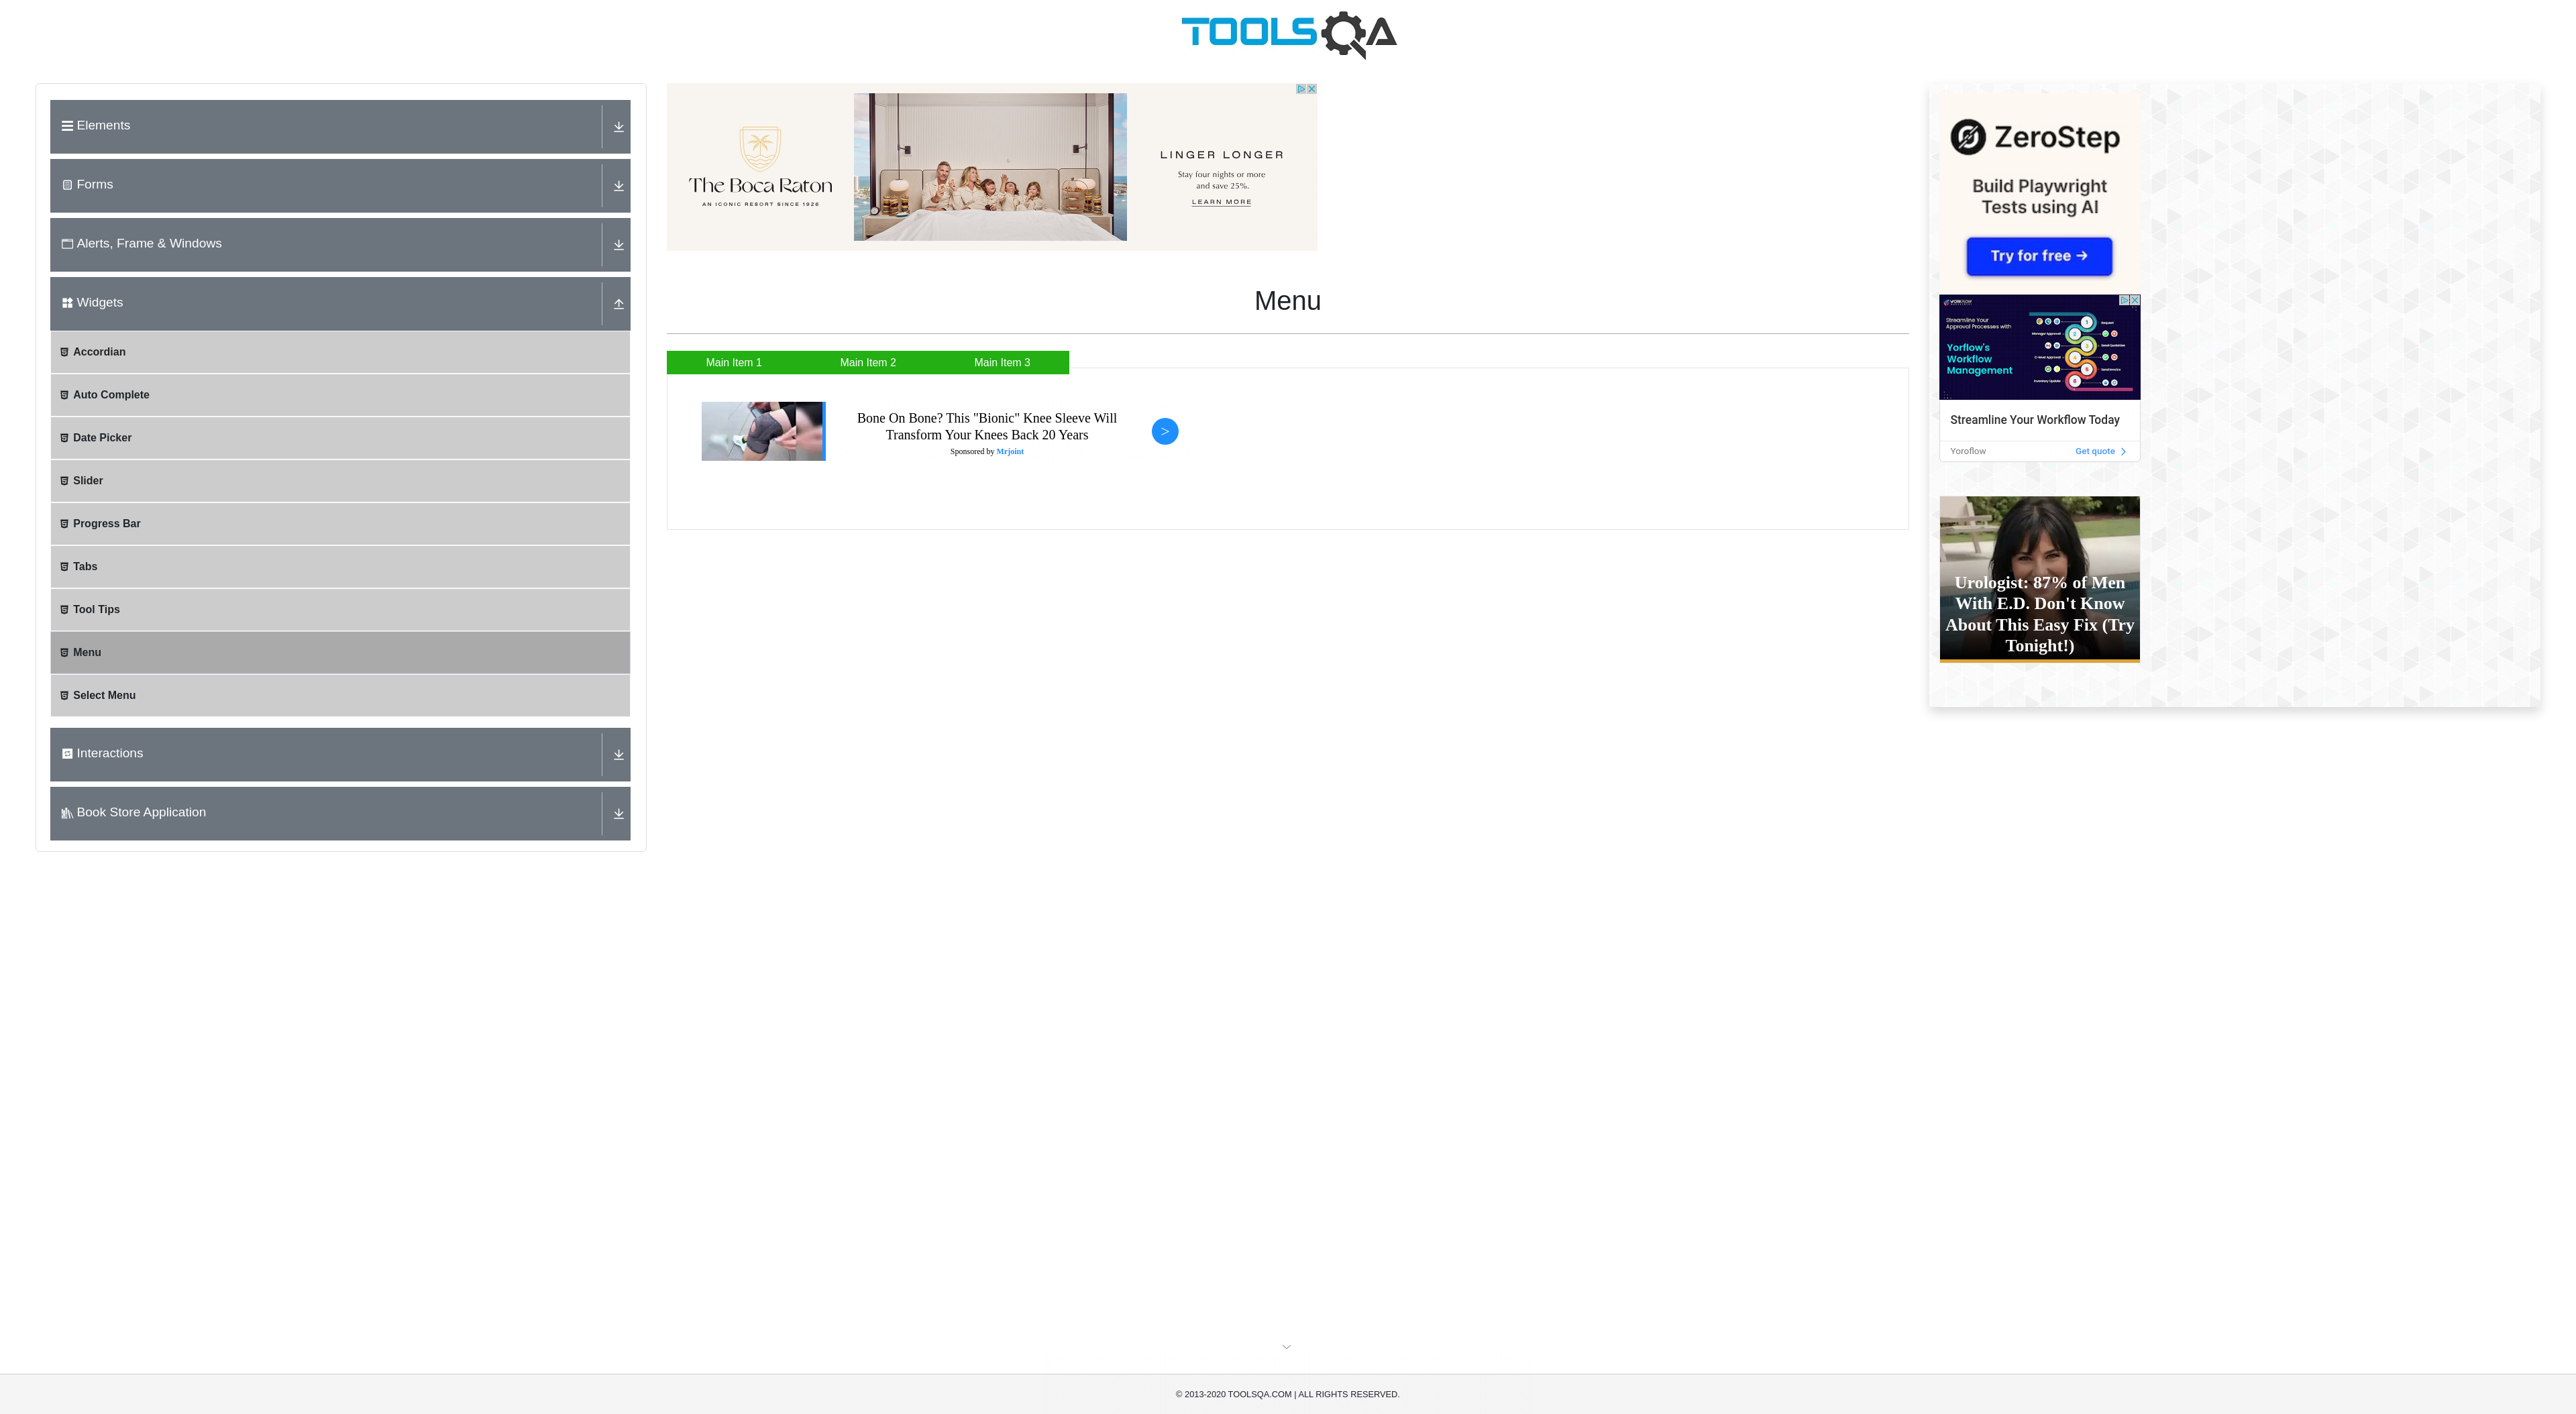 TOOLSQA
Elements
Forms
Alerts, Frame & Windows
Widgets
Accordian
Auto Complete
Date Picker
Slider
Progress Bar
Tabs
Tool Tips
Menu
Select Menu
Interactions
Book Store Application
The Boca Raton
AN ICONIC RESORT SINCE 1926
LINGER LONGER
Stay four nights or more
and save 25%.
LEARN MORE
Menu
Main Item 1
Main Item 2
Main Item 3
Bone On Bone? This "Bionic" Knee Sleeve Will
Transform Your Knees Back 20 Years
Sponsored by Mrjoint
>
ZeroStep
Build Playwright
Tests using AI
Try for free →
Streamline Your
Approval Processes with
Yorflow's
Workflow
Management
Streamline Your Workflow Today
Yoroflow
Get quote
Urologist: 87% of Men
With E.D. Don't Know
About This Easy Fix (Try
Tonight!)
© 2013-2020 TOOLSQA.COM | ALL RIGHTS RESERVED.